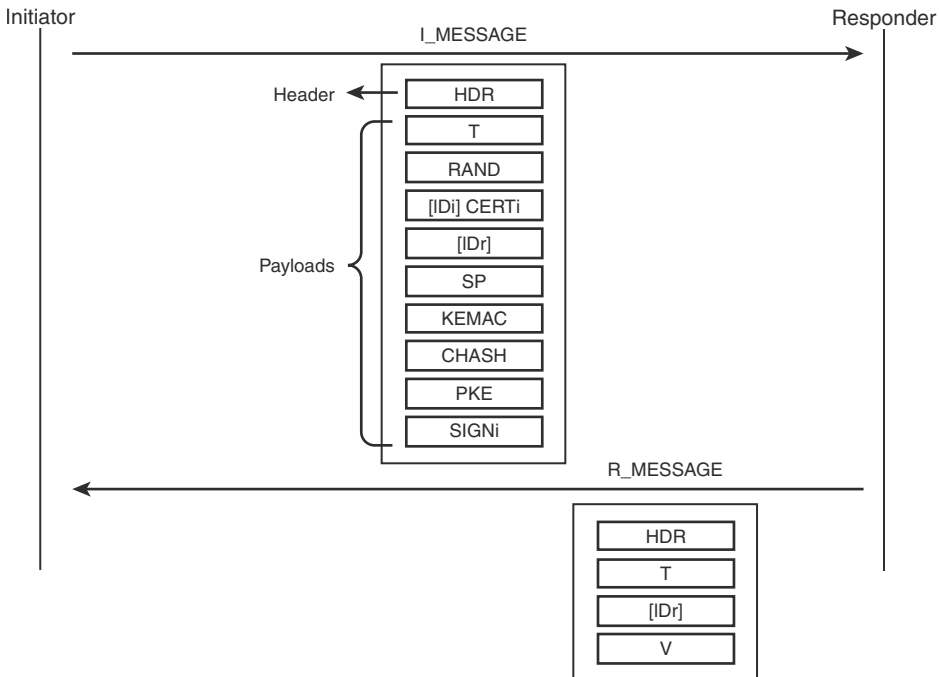 Initiator
Responder
I_MESSAGE
Header
HDR
T
RAND
[IDi] CERTi
[IDr]
Payloads
SP
KEMAC
CHASH
PKE
SIGNi
R_MESSAGE
HDR
T
[IDr]
V